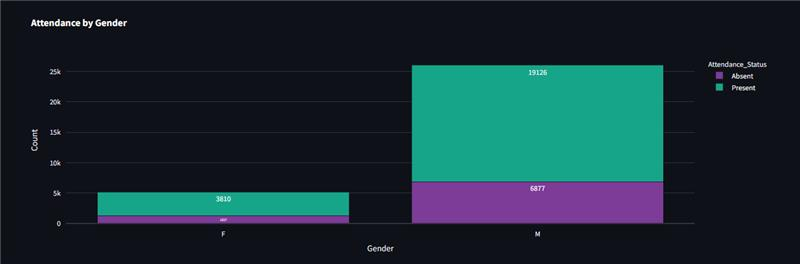 Attendance by Gender
Attendance_Status
Absent
Present
Count
25k
20k
15k
10k
5k
0
19126
6877
3810
F
M
Gender